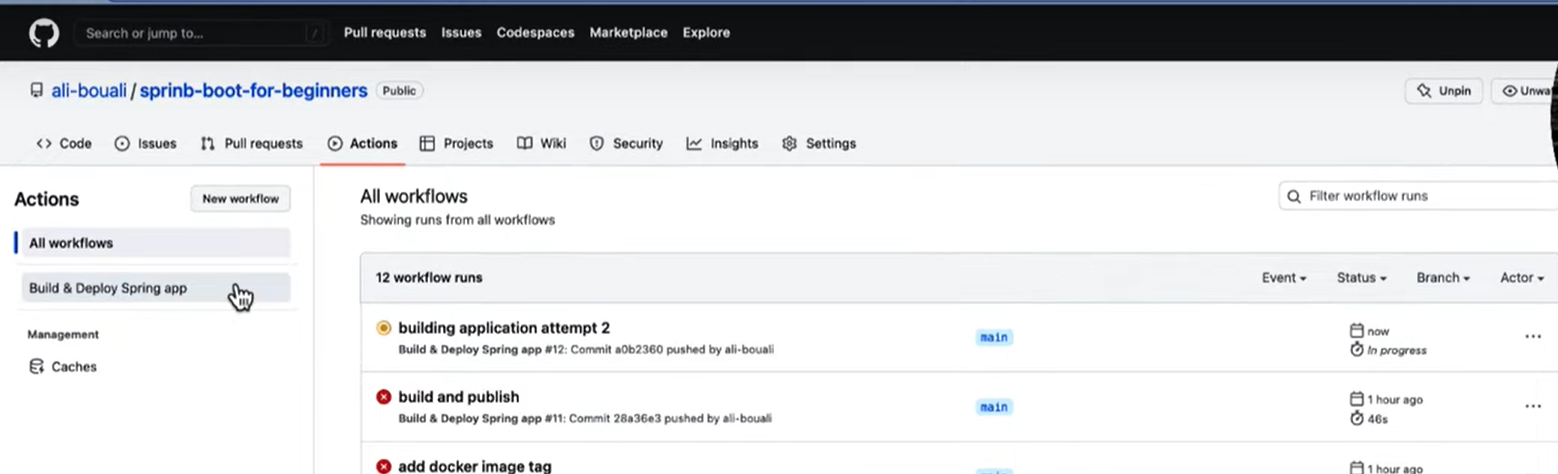 Search or jump to... / Pull requests Issues Codespaces Marketplace Explore
ali-bouali / sprinb-boot-for-beginners Public Unpin
Code Issues Pull requests Actions Projects Wiki Security Insights Settings
Actions New workflow
All workflows
Build & Deploy Spring app
Management
Caches
All workflows
Showing runs from all workflows
Filter workflow runs
12 workflow runs Event Status Branch Actor
building application attempt 2
Build & Deploy Spring app #12: Commit a0b2360 pushed by ali-bouali
main
now
In progress
build and publish
Build & Deploy Spring app #11: Commit 28a36e3 pushed by ali-bouali
main
1 hour ago
46s
add docker image tag
1 hour ago